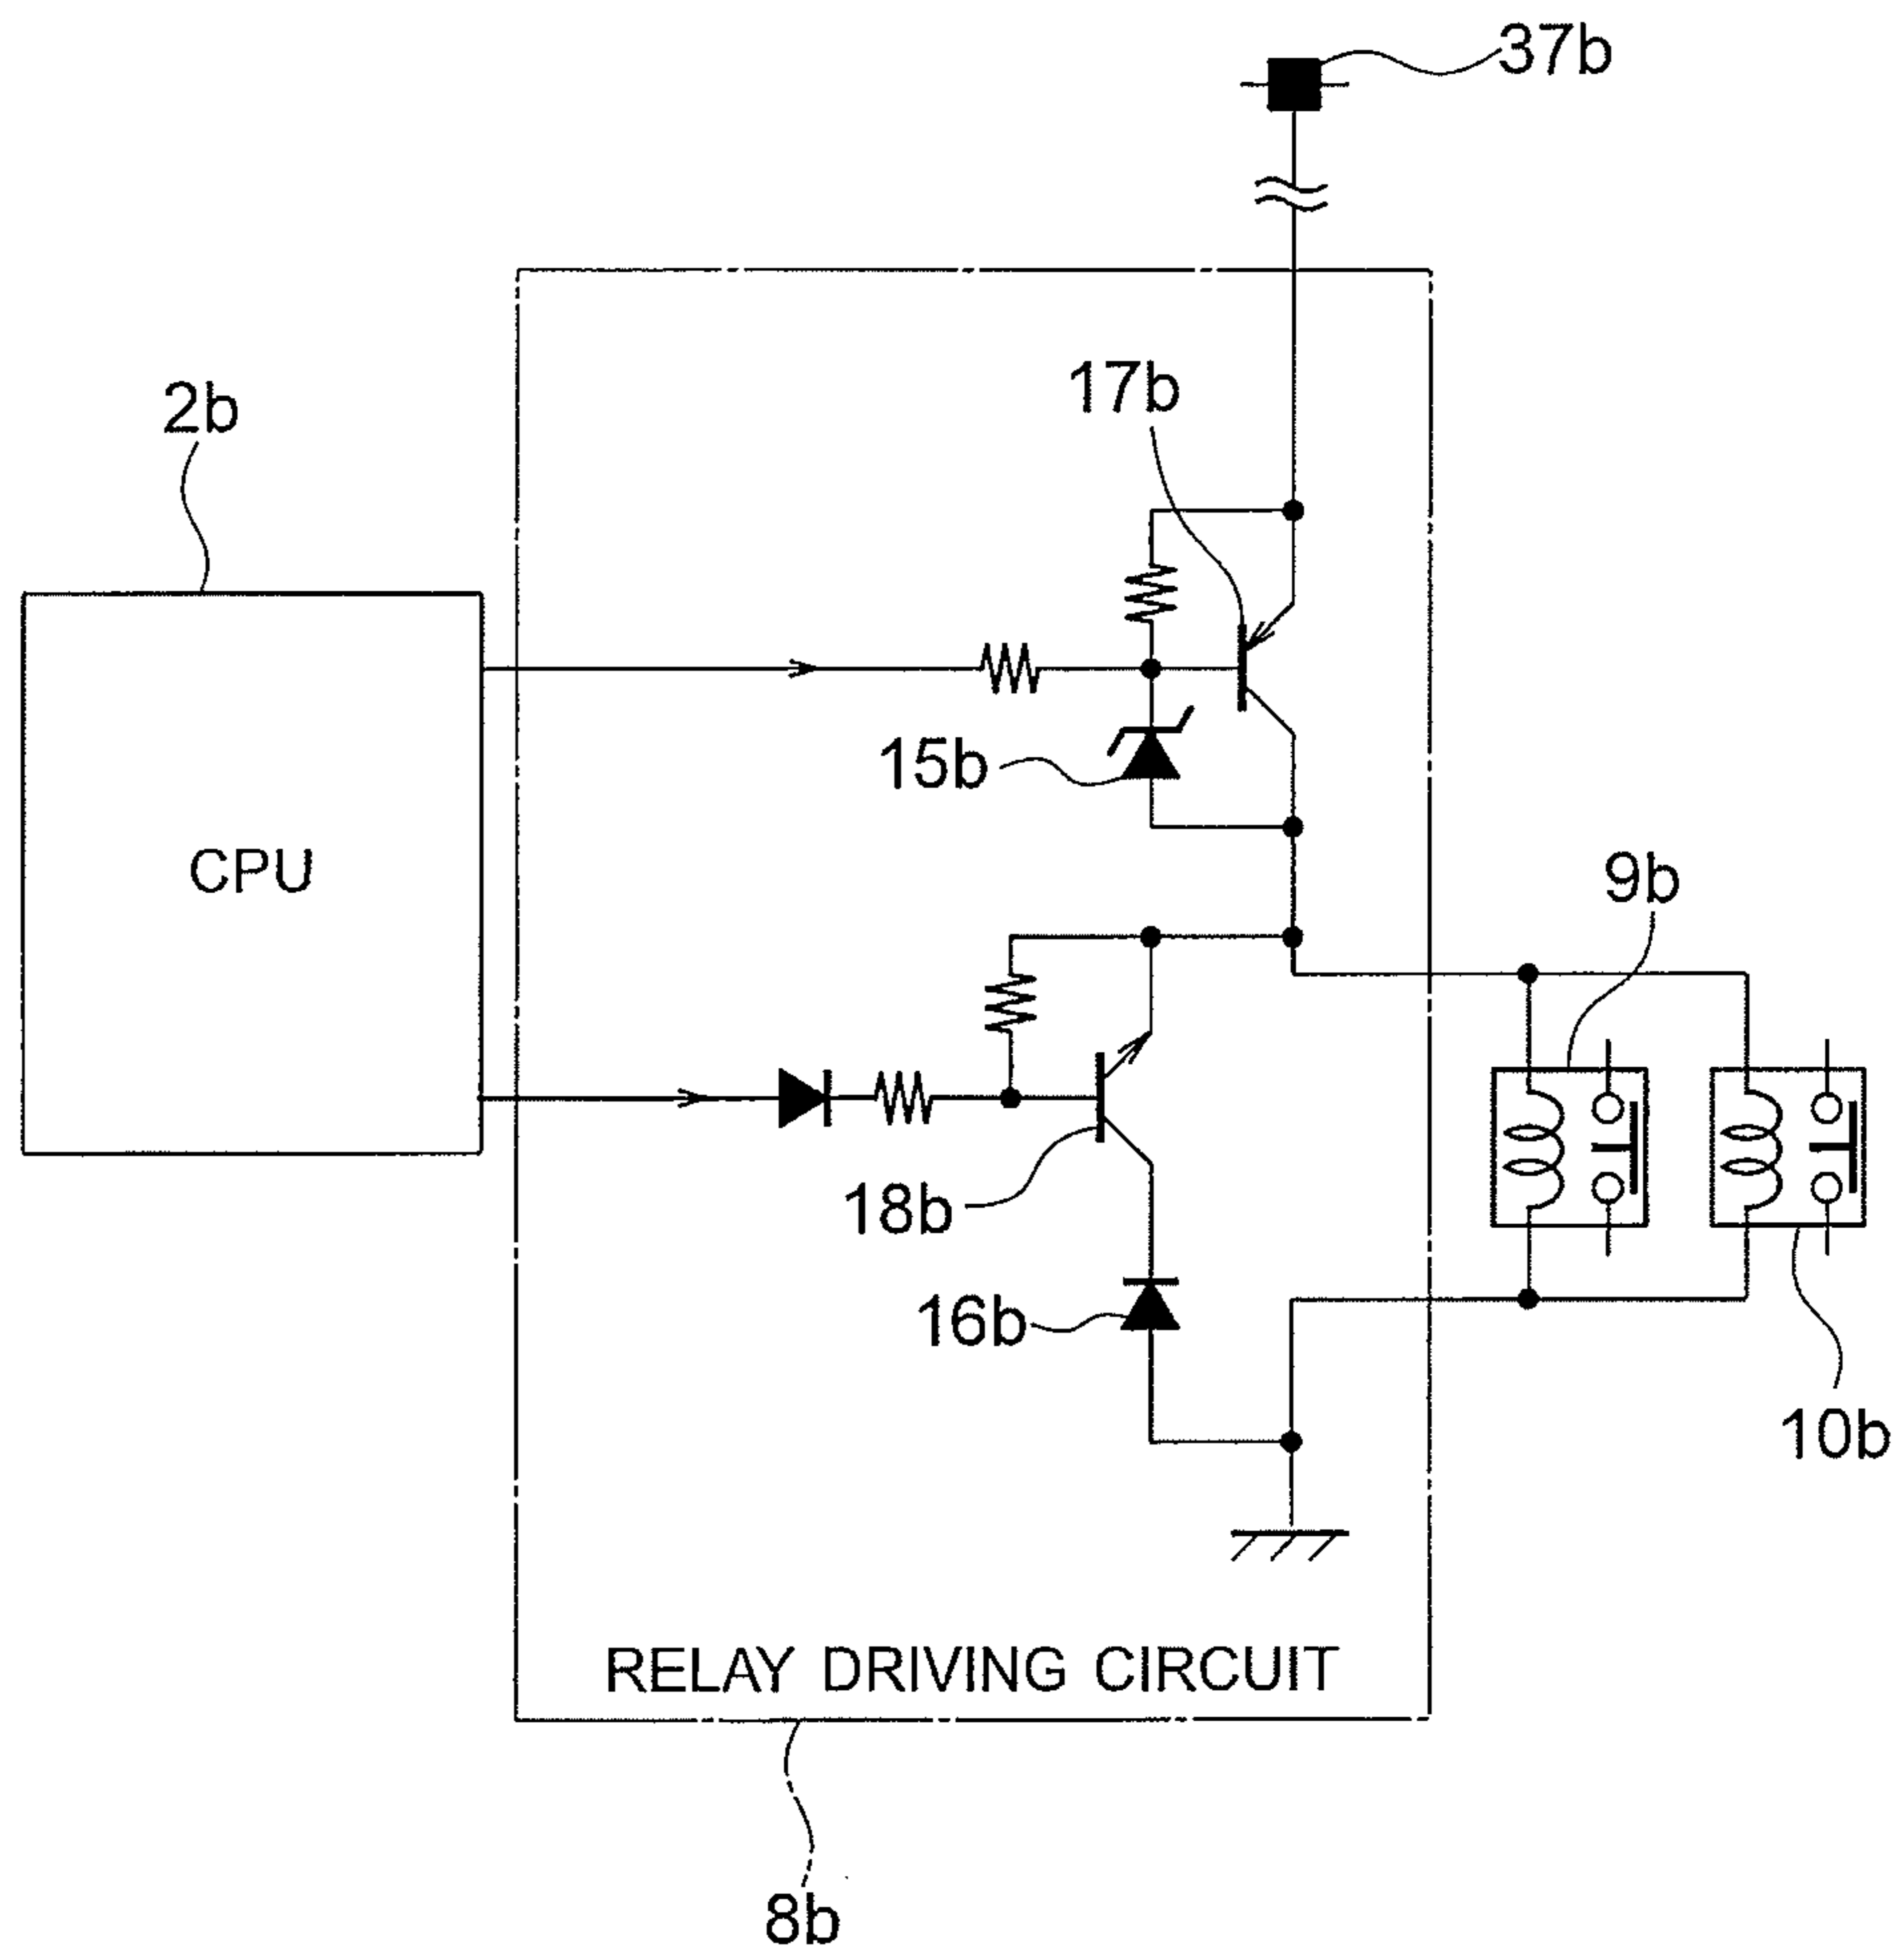 37b
17b
2b
15b
CPU
9b
18b
16b
10b
RELAY DRIVING CIRCUIT
8b